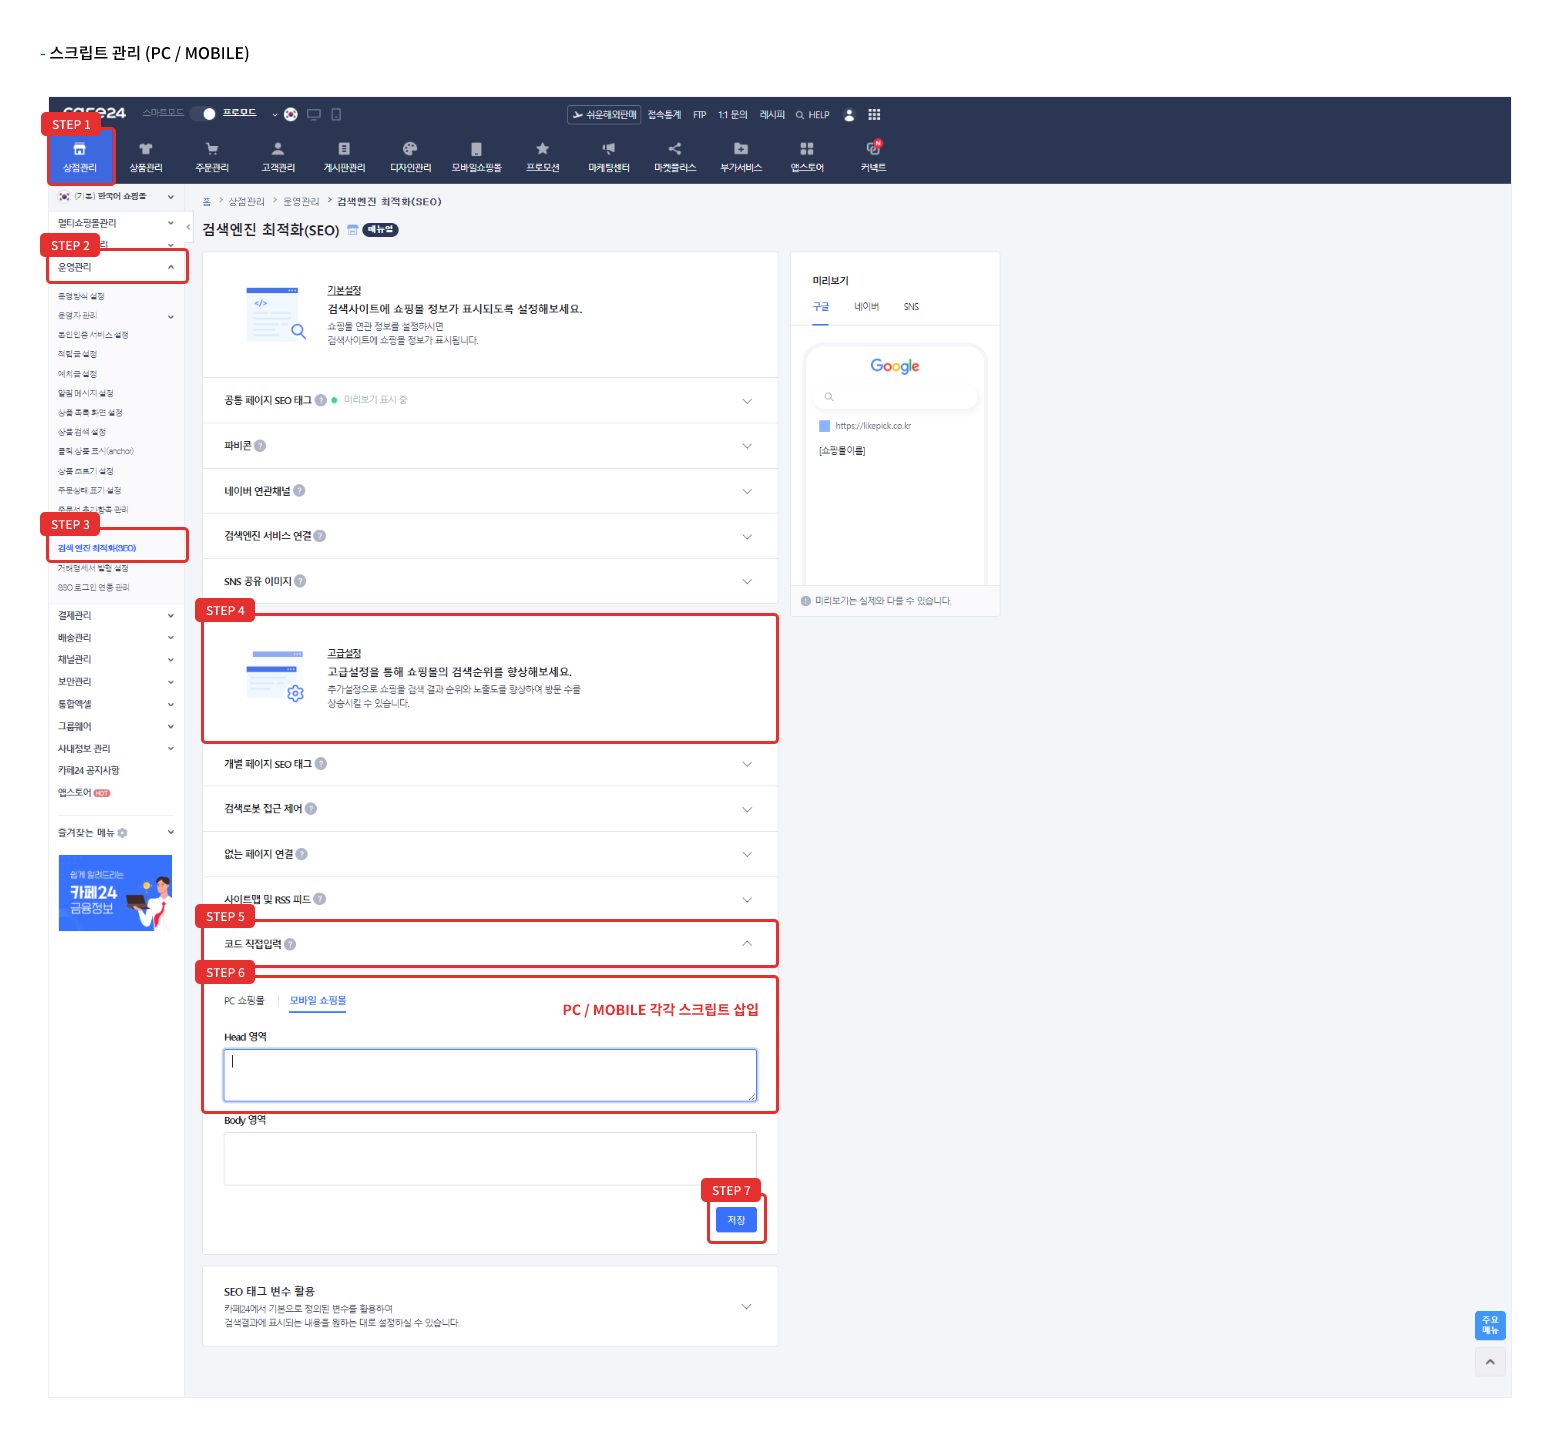 - 스크립트 관리 (PC / MOBILE)
cafe24 스마트모드 프로모드
쉬운해외판매 접속통계 FTP 1:1 문의 레시피 HELP
STEP 1
상점관리 상품관리 주문관리 고객관리 게시판관리 디자인관리 모바일쇼핑몰 프로모션 마케팅센터 마켓플러스 부가서비스 앱스토어 커넥트
N
(기본) 한국어 쇼핑몰
홈 > 상점관리 > 운영관리 > 검색엔진 최적화(SEO)
멀티쇼핑몰관리
검색엔진 최적화(SEO) 메뉴얼
STEP 2
운영관리
운영방식 설정
운영자 관리
본인인증 서비스 설정
적립금 설정
예치금 설정
알림 메시지 설정
상품 목록 화면 설정
상품 검색 설정
클릭 상품 표시(anchor)
상품 흐르기 설정
주문상태 표기 설정
주문서 추가항목 관리
STEP 3
검색 엔진 최적화(SEO)
거래명세서 발행 설정
SSO 로그인 연동 관리
결제관리
배송관리
채널관리
보안관리
통합엑셀
그룹웨어
사내정보 관리
카페24 공지사항
앱스토어 HOT
즐겨찾는 메뉴
쉽게 알려드리는
카페24
금융정보
</>
기본설정
검색사이트에 쇼핑몰 정보가 표시되도록 설정해보세요.
쇼핑몰 연관 정보를 설정하시면
검색사이트에 쇼핑몰 정보가 표시됩니다.
공통 페이지 SEO 태그 ? 미리보기 표시 중
파비콘 ?
네이버 연관채널 ?
검색엔진 서비스 연결 ?
SNS 공유 이미지 ?
STEP 4
고급설정
고급설정을 통해 쇼핑몰의 검색순위를 향상해보세요.
추가설정으로 쇼핑몰 검색 결과 순위와 노출도를 향상하여 방문 수를
상승시킬 수 있습니다.
개별 페이지 SEO 태그 ?
검색로봇 접근 제어 ?
없는 페이지 연결 ?
사이트맵 및 RSS 피드 ?
STEP 5
코드 직접입력 ?
STEP 6
PC 쇼핑몰 | 모바일 쇼핑몰
PC / MOBILE 각각 스크립트 삽입
Head 영역
Body 영역
STEP 7
저장
SEO 태그 변수 활용
카페24에서 기본으로 정의된 변수를 활용하여
검색결과에 표시되는 내용을 원하는 대로 설정하실 수 있습니다.
미리보기
구글 네이버 SNS
Google
https://likepick.co.kr
[쇼핑몰이름]
미리보기는 실제와 다를 수 있습니다.
주요
메뉴